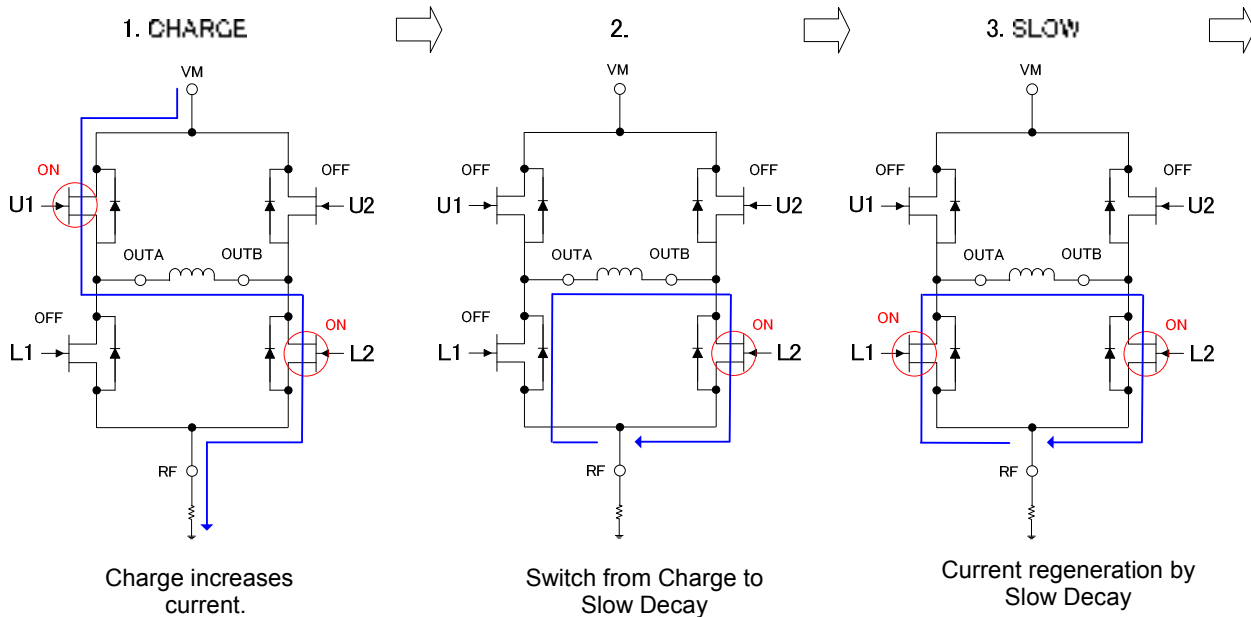 1. CHARGE
2.
3. SLOW
VM
ON
OFF
U1
U2
OUTA
OUTB
OFF
ON
L1
L2
RF
Charge increases
current.
OFF
OFF
U1
U2
OUTA
OUTB
OFF
ON
L1
L2
RF
Switch from Charge to
Slow Decay
VM
OFF
OFF
U1
U2
OUTA
OUTB
ON
ON
L1
L2
RF
Current regeneration by
Slow Decay
VM